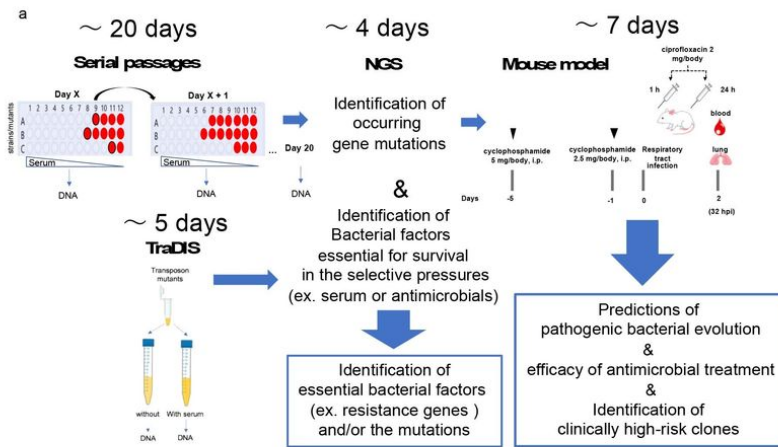 a
~ 20 days
Serial passages
Day X
Day X + 1
1 2 3 4 5 6 7 8 9 10 11 12
1 2 3 4 5 6 7 8 9 10 11 12
strains/mutants
A
B
C
A
B
C
Serum
Serum
... Day 20
DNA
DNA
DNA
~ 5 days
TraDIS
Transposon
mutants
without
With serum
DNA
DNA
~ 4 days
NGS
Identification of
occurring
gene mutations
&
Identification of
Bacterial factors
essential for survival
in the selective pressures
(ex. serum or antimicrobials)
Identification of
essential bacterial factors
(ex. resistance genes )
and/or the mutations
~ 7 days
Mouse model
ciprofloxacin 2
mg/body
1 h
24 h
blood
cyclophosphamide
5 mg/body, i.p.
cyclophosphamide
2.5 mg/body, i.p.
Respiratory
tract
infection
lung
Days
-5
-1
0
2
(32 hpi)
Predictions of
pathogenic bacterial evolution
&
efficacy of antimicrobial treatment
&
Identification of
clinically high-risk clones